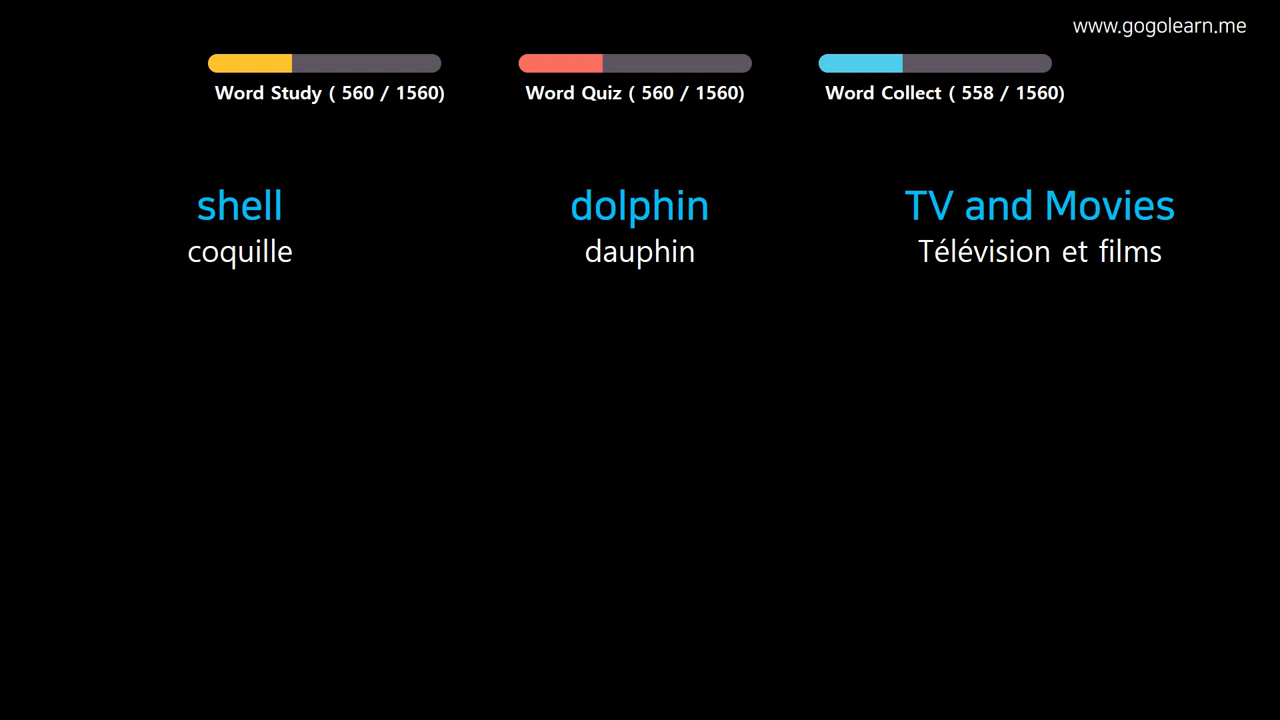 www.gogolearn.me
Word Study ( 560 / 1560)
Word Quiz ( 560 / 1560)
Word Collect ( 558 / 1560)
shell
coquille
dolphin
dauphin
TV and Movies
Télévision et films